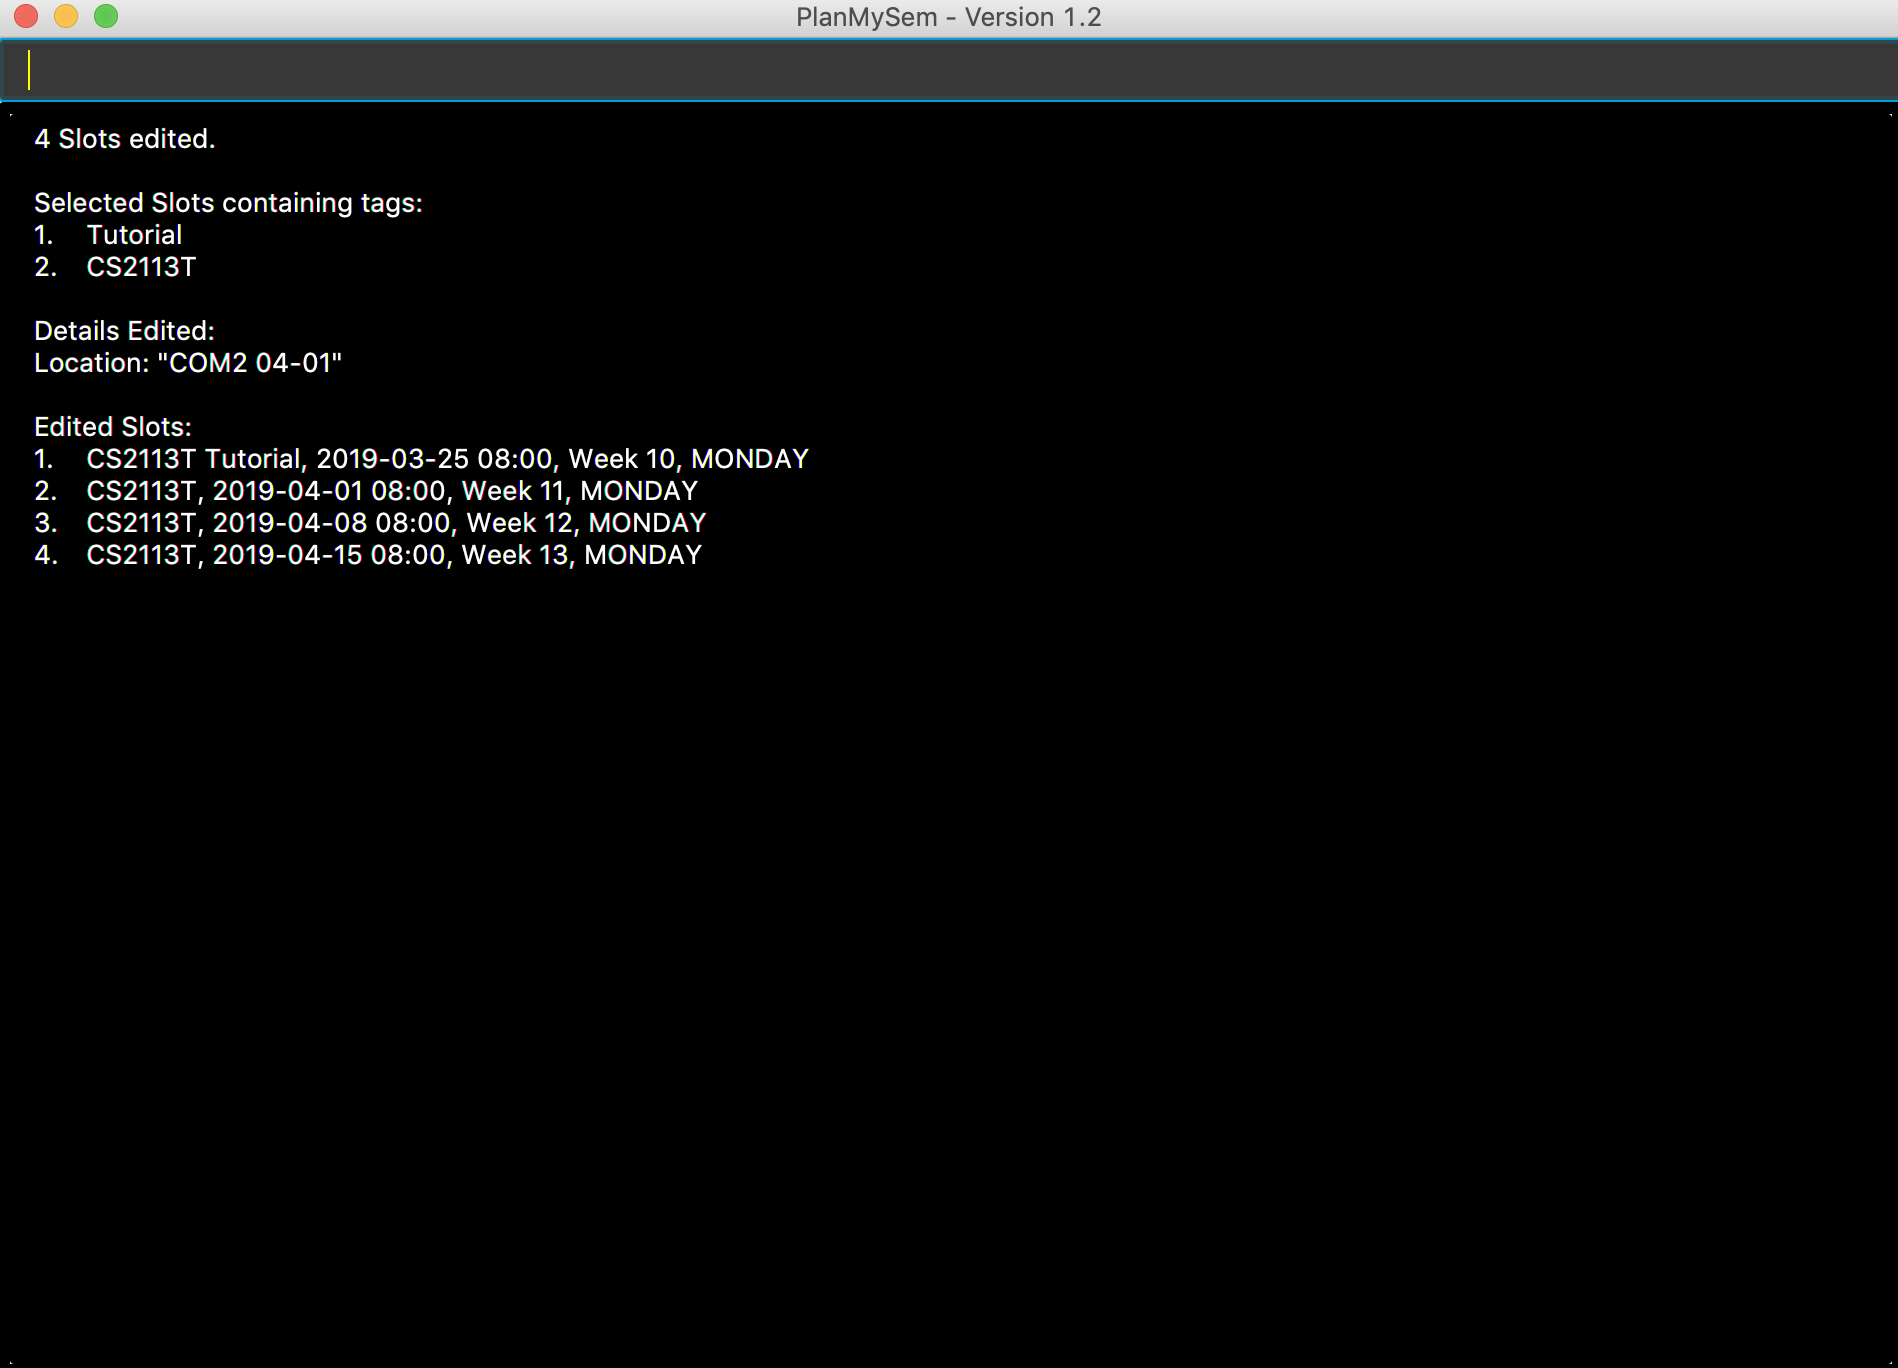 PlanMySem - Version 1.2
4 Slots edited.
Selected Slots containing tags:
1. Tutorial
2. CS2113T
Details Edited:
Location: "COM2 04-01"
Edited Slots:
1. CS2113T Tutorial, 2019-03-25 08:00, Week 10, MONDAY
2. CS2113T, 2019-04-01 08:00, Week 11, MONDAY
3. CS2113T, 2019-04-08 08:00, Week 12, MONDAY
4. CS2113T, 2019-04-15 08:00, Week 13, MONDAY